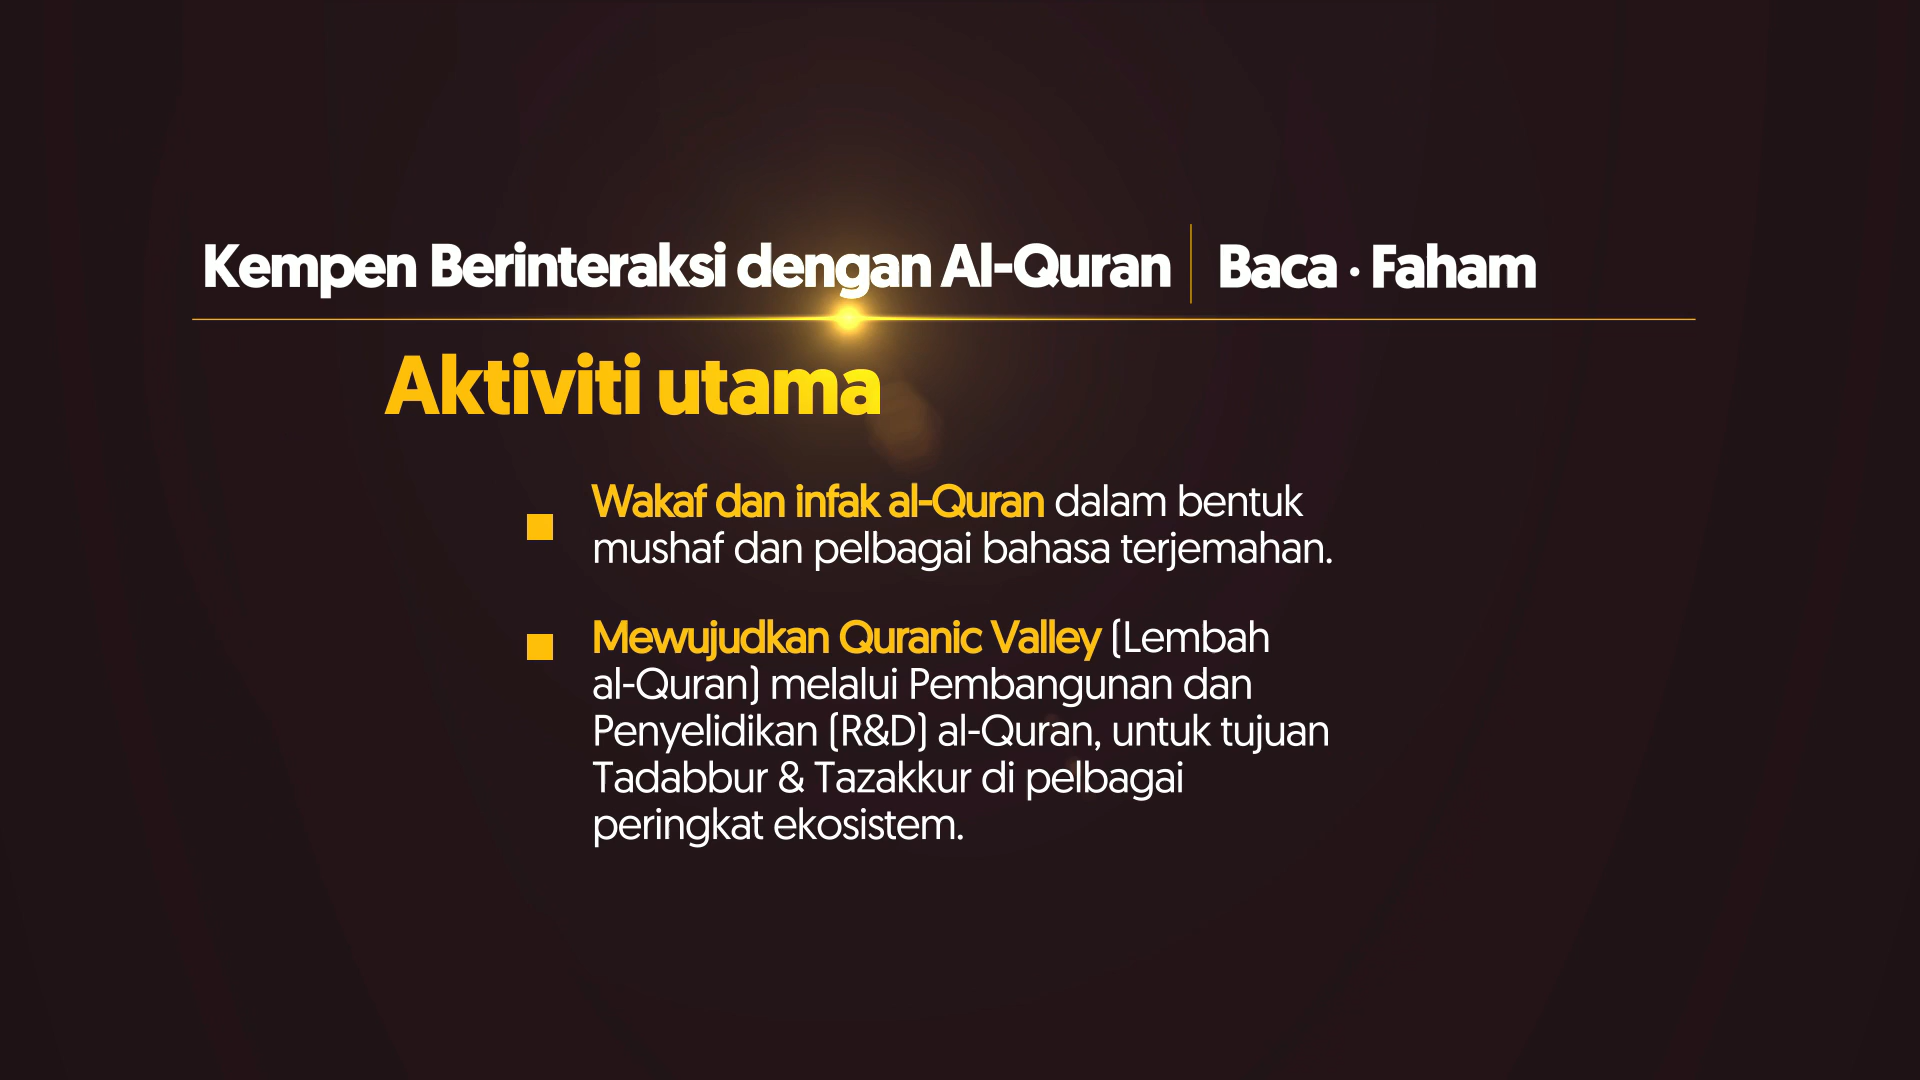 Kempen Berinteraksi dengan Al-Quran Baca · Faham
Aktiviti utama
Wakaf dan infak al-Quran dalam bentuk
mushaf dan pelbagai bahasa terjemahan.
Mewujudkan Quranic Valley (Lembah
al-Quran) melalui Pembangunan dan
Penyelidikan (R&D) al-Quran, untuk tujuan
Tadabbur & Tazakkur di pelbagai
peringkat ekosistem.